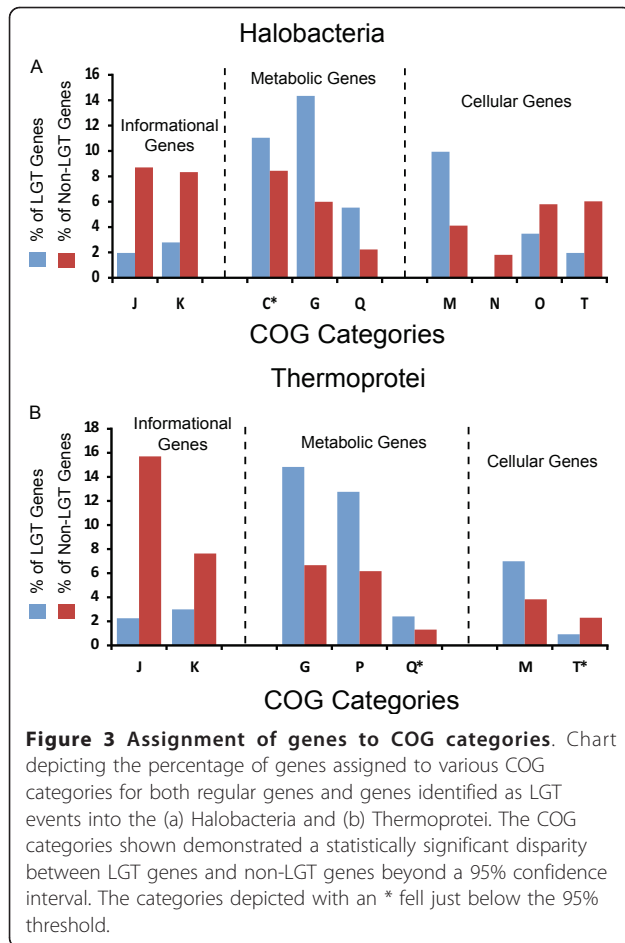 Halobacteria
A
% of LGT Genes
% of Non-LGT Genes
16
14
12
10
8
6
4
2
0
Informational
Genes
Metabolic Genes
Cellular Genes
J K C* G Q M N O T
COG Categories
Thermoprotei
B
% of LGT Genes
% of Non-LGT Genes
18
16
14
12
10
8
6
4
2
0
Informational
Genes
Metabolic Genes
Cellular Genes
J K G P Q* M T*
COG Categories
Figure 3 Assignment of genes to COG categories. Chart
depicting the percentage of genes assigned to various COG
categories for both regular genes and genes identified as LGT
events into the (a) Halobacteria and (b) Thermoprotei. The COG
categories shown demonstrated a statistically significant disparity
between LGT genes and non-LGT genes beyond a 95% confidence
interval. The categories depicted with an * fell just below the 95%
threshold.